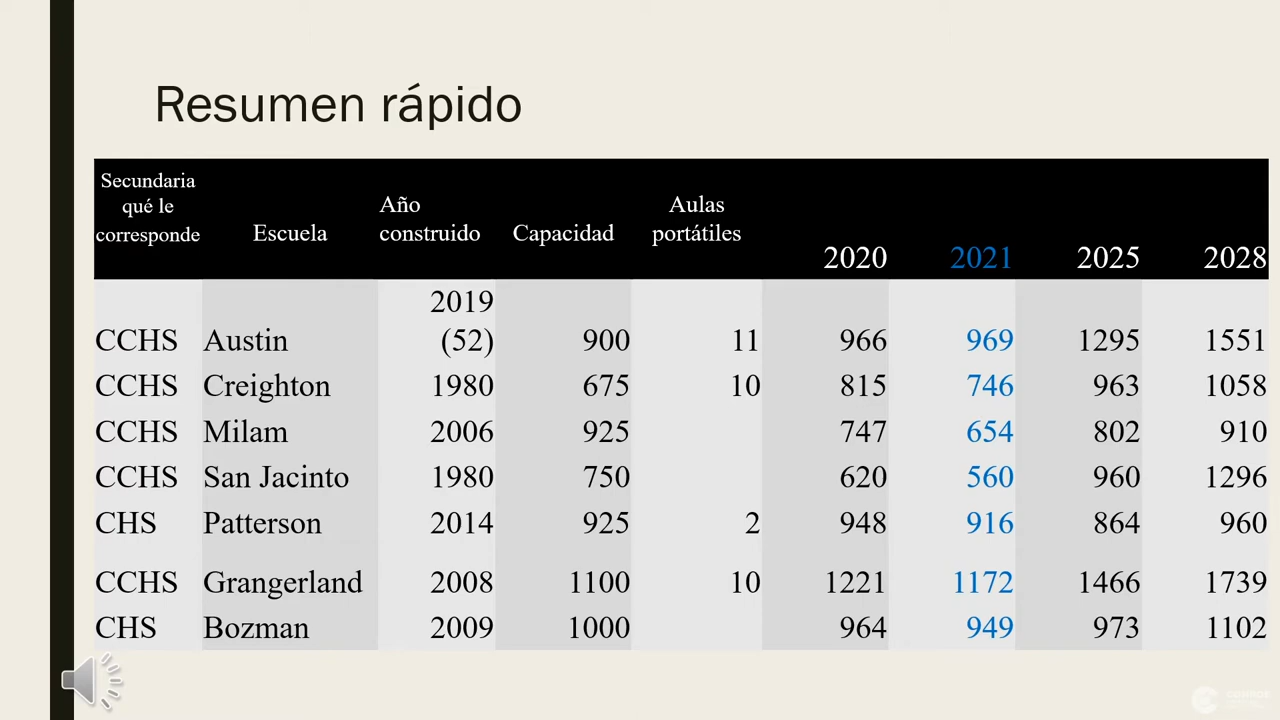 Resumen rápido
Secundaria qué le corresponde Escuela Año construido Capacidad Aulas portátiles 2020 2021 2025 2028
CCHS Austin 2019 (52) 900 11 966 969 1295 1551
CCHS Creighton 1980 675 10 815 746 963 1058
CCHS Milam 2006 925 747 654 802 910
CCHS San Jacinto 1980 750 620 560 960 1296
CHS Patterson 2014 925 2 948 916 864 960
CCHS Grangerland 2008 1100 10 1221 1172 1466 1739
CHS Bozman 2009 1000 964 949 973 1102
CONROE